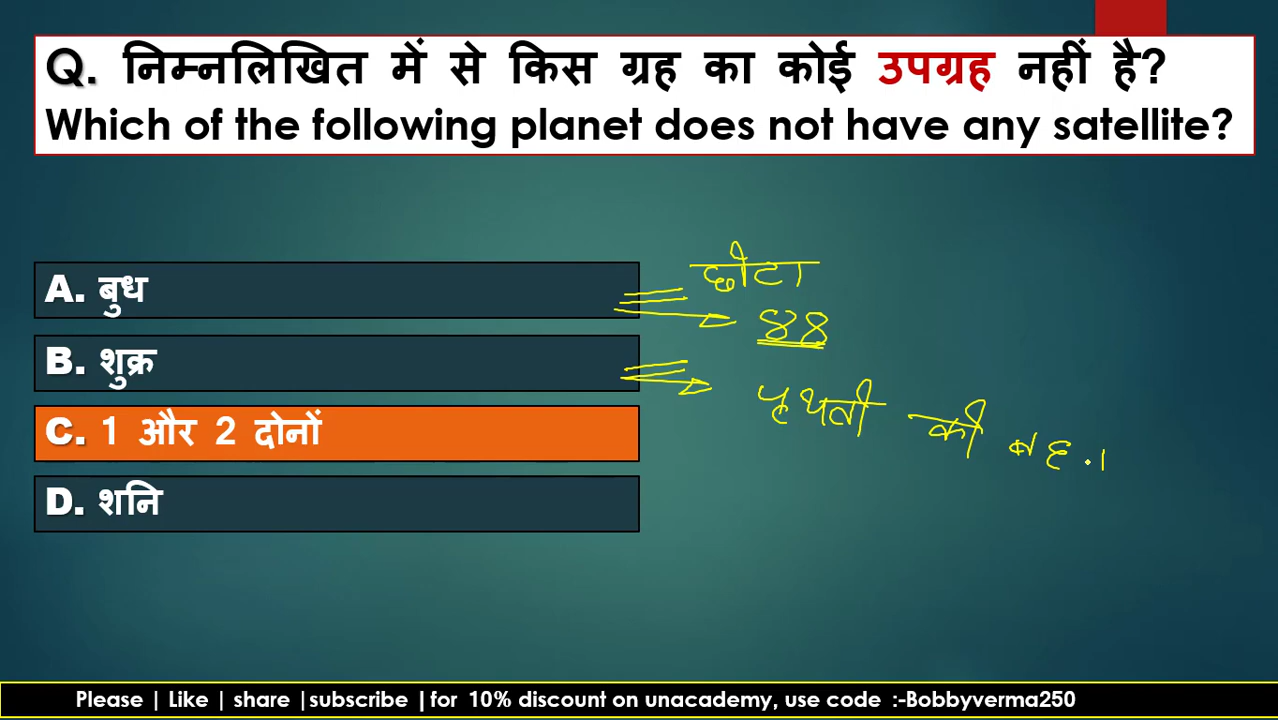 Q. निम्नलिखित में से किस ग्रह का कोई उपग्रह नहीं है?
Which of the following planet does not have any satellite?
A. बुध
छोटा
88
B. शुक्र
पृथ्वी की बह
C. 1 और 2 दोनों
D. शनि
Please | Like | share |subscribe | for 10% discount on unacademy, use code :-Bobbyverma250